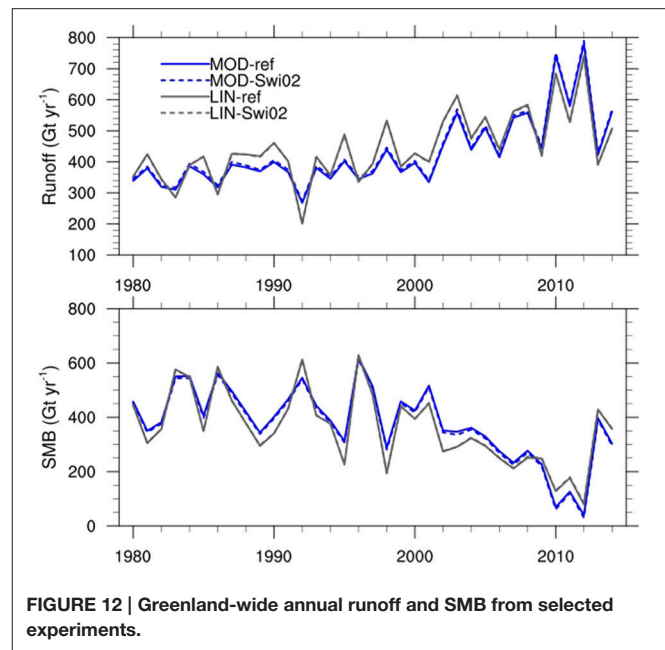 800
700
600
500
400
300
200
100
Runoff (Gt yr⁻¹)
MOD-ref
MOD-Swi02
LIN-ref
LIN-Swi02
1980 1990 2000 2010
800
600
400
200
0
SMB (Gt yr⁻¹)
1980 1990 2000 2010
FIGURE 12 | Greenland-wide annual runoff and SMB from selected
experiments.